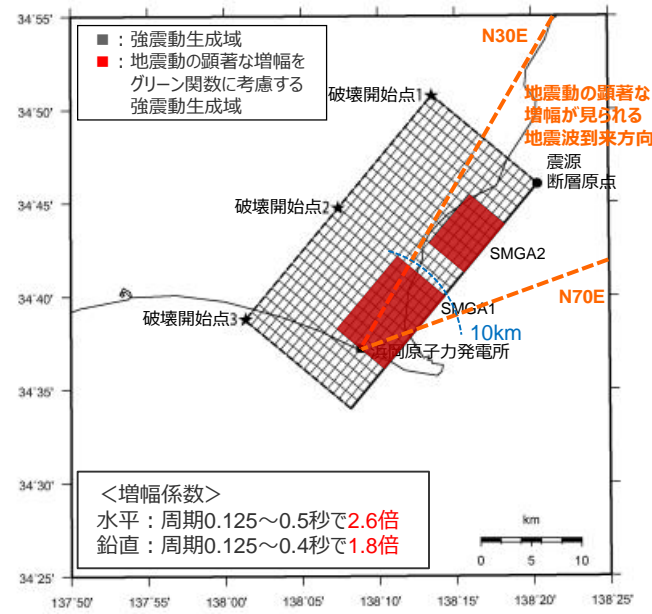 34°55'
34°50'
34°45'
34°40'
34°35'
34°30'
34°25'
137°50'
137°55'
138°00'
138°05'
138°10'
138°15'
138°20'
138°25'
■：強震動生成域
■：地震動の顕著な増幅を
グリーン関数に考慮する
強震動生成域
N30E
地震動の顕著な
増幅が見られる
地震波到来方向
破壊開始点1
震源
断層原点
破壊開始点2
SMGA2
N70E
SMGA1
10km
破壊開始点3
浜岡原子力発電所
＜増幅係数＞
水平：周期0.125～0.5秒で2.6倍
鉛直：周期0.125～0.4秒で1.8倍
km
0 5 10